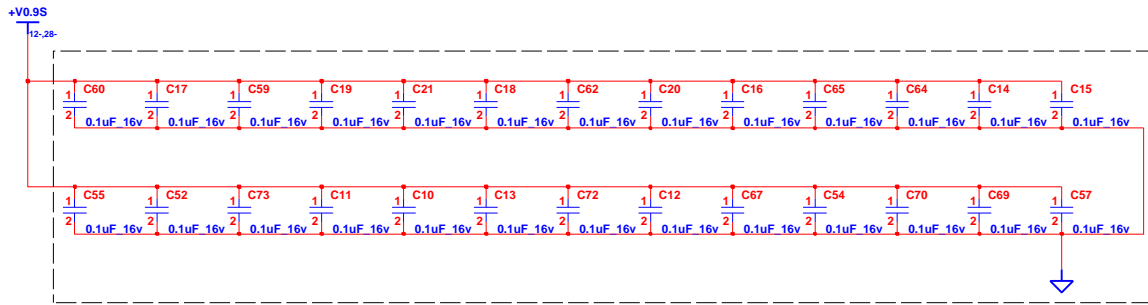 +V0.9S
12-,28-
C60 C17 C59 C19 C21 C18 C62 C20 C16 C65 C64 C14 C15
1 1 1 1 1 1 1 1 1 1 1 1 1
2 2 2 2 2 2 2 2 2 2 2 2 2
0.1uF_16v 0.1uF_16v 0.1uF_16v 0.1uF_16v 0.1uF_16v 0.1uF_16v 0.1uF_16v 0.1uF_16v 0.1uF_16v 0.1uF_16v 0.1uF_16v 0.1uF_16v 0.1uF_16v
C55 C52 C73 C11 C10 C13 C72 C12 C67 C54 C70 C69 C57
1 1 1 1 1 1 1 1 1 1 1 1 1
2 2 2 2 2 2 2 2 2 2 2 2 2
0.1uF_16v 0.1uF_16v 0.1uF_16v 0.1uF_16v 0.1uF_16v 0.1uF_16v 0.1uF_16v 0.1uF_16v 0.1uF_16v 0.1uF_16v 0.1uF_16v 0.1uF_16v 0.1uF_16v